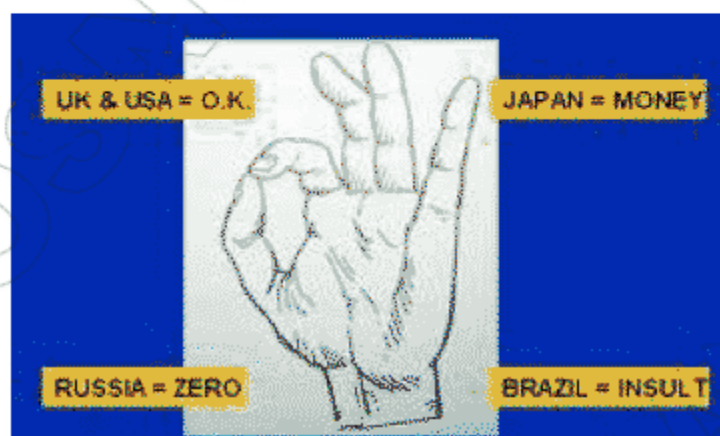 UK & USA = O.K.
JAPAN = MONEY
RUSSIA = ZERO
BRAZIL = INSULT